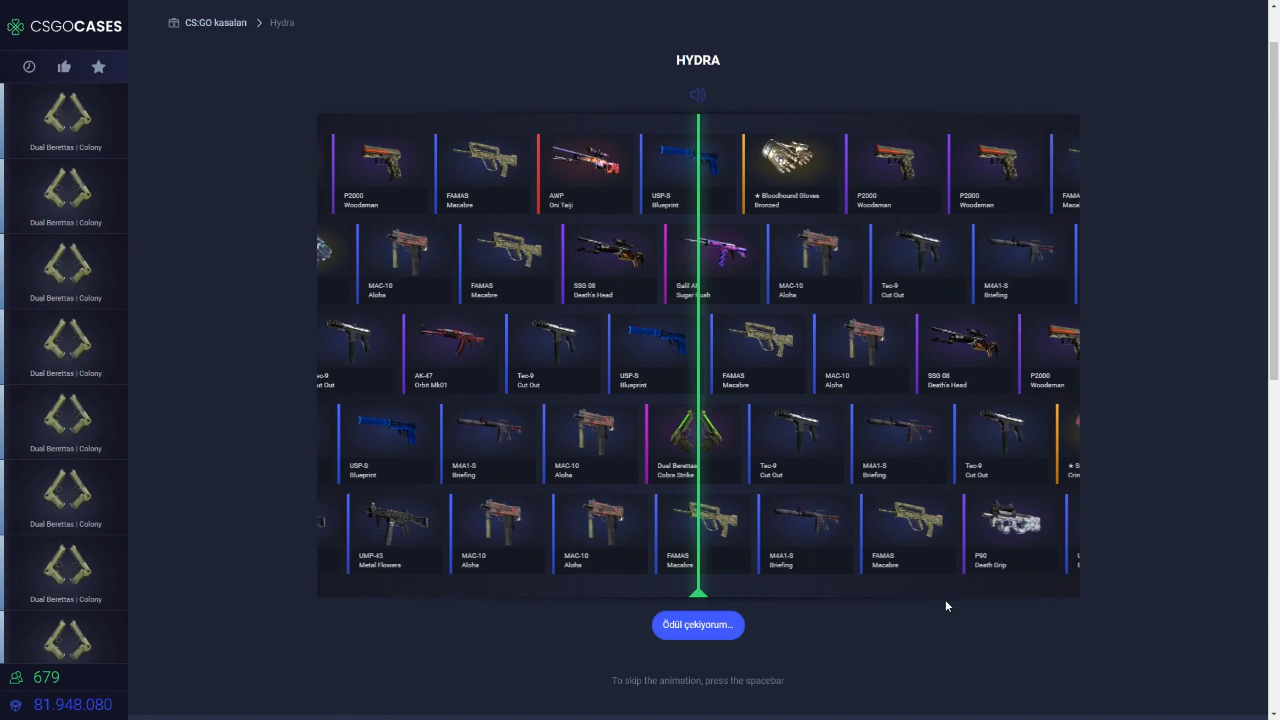 CSGOCASES
CS:GO kasaları > Hydra
HYDRA
Dual Berettas | Colony
Dual Berettas | Colony
Dual Berettas | Colony
Dual Berettas | Colony
Dual Berettas | Colony
Dual Berettas | Colony
Dual Berettas | Colony
679
81.948.080
P2000
Woodsman
FAMAS
Macabre
AWP
Oni Taiji
USP-S
Blueprint
★ Bloodhound Gloves
Bronzed
P2000
Woodsman
P2000
Woodsman
MAC-10
Aloha
FAMAS
Macabre
SSG 08
Death's Head
Galil
Sugar
MAC-10
Aloha
Tec-9
Cut Out
M4A1-S
Briefing
AK-47
Orbit Mk01
Tec-9
Cut Out
USP-S
Blueprint
FAMAS
Macabre
MAC-10
Aloha
SSG 08
Death's Head
P2000
Woodsman
USP-S
Blueprint
M4A1-S
Briefing
MAC-10
Aloha
Dual Berettas
Cobra Strike
Tec-9
Cut Out
M4A1-S
Briefing
Tec-9
Cut Out
UMP-45
Metal Flowers
MAC-10
Aloha
MAC-10
Aloha
FAMAS
Macabre
M4A1-S
Briefing
FAMAS
Macabre
P90
Death Grip
Ödül çekiyorum...
To skip the animation, press the spacebar